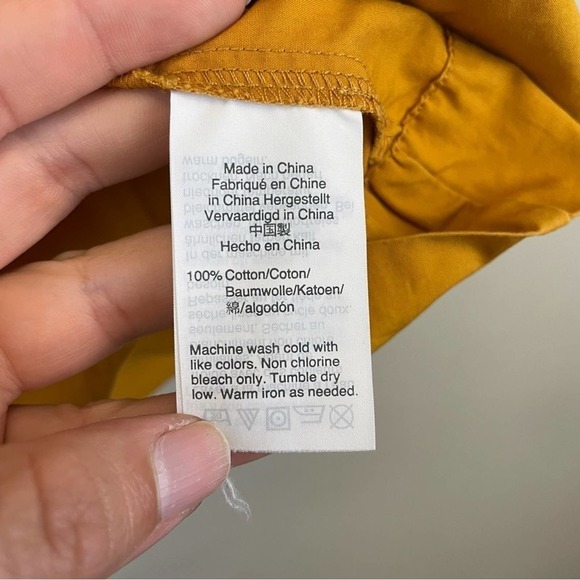 Made in China
Fabriqué en Chine
in China Hergestellt
Vervaardigd in China
中国製
Hecho en China
100% Cotton/Coton/
Baumwolle/Katoen/
綿/algodón
Machine wash cold with
like colors. Non chlorine
bleach only. Tumble dry
low. Warm iron as needed.